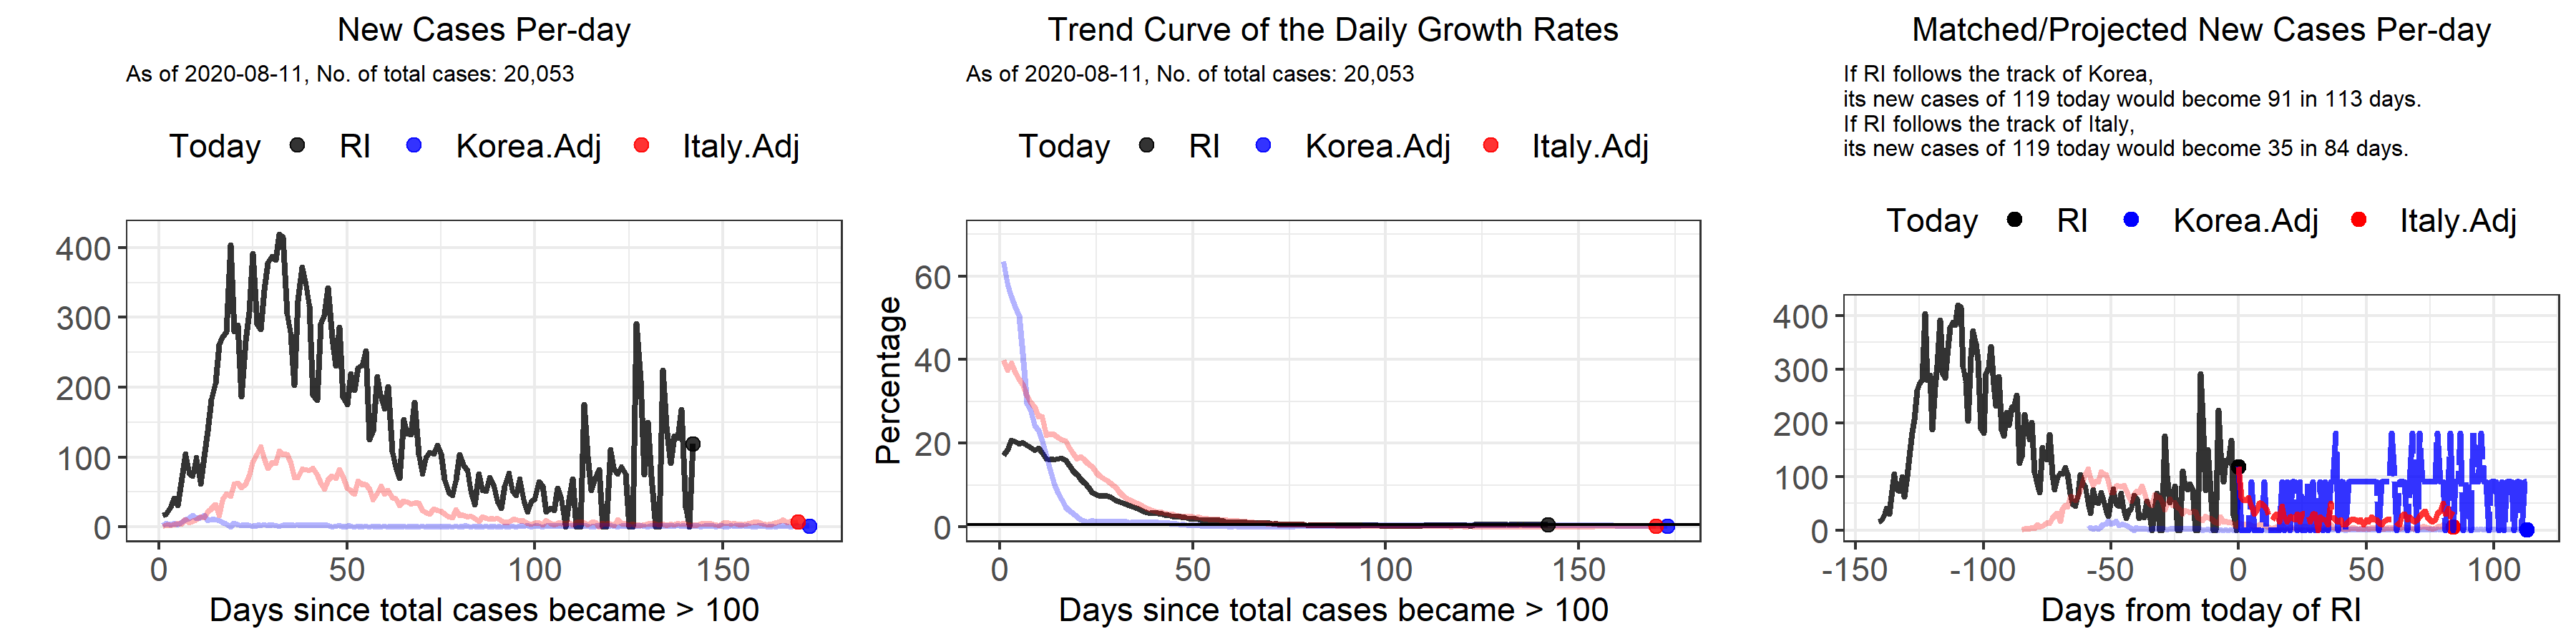 New Cases Per-day
As of 2020-08-11, No. of total cases: 20,053
Today RI Korea.Adj Italy.Adj
400
300
200
100
0
0 50 100 150
Days since total cases became > 100
Trend Curve of the Daily Growth Rates
As of 2020-08-11, No. of total cases: 20,053
Today RI Korea.Adj Italy.Adj
Percentage
60
40
20
0
0 50 100 150
Days since total cases became > 100
Matched/Projected New Cases Per-day
If RI follows the track of Korea,
its new cases of 119 today would become 91 in 113 days.
If RI follows the track of Italy,
its new cases of 119 today would become 35 in 84 days.
Today RI Korea.Adj Italy.Adj
400
300
200
100
0
-150 -100 -50 0 50 100
Days from today of RI